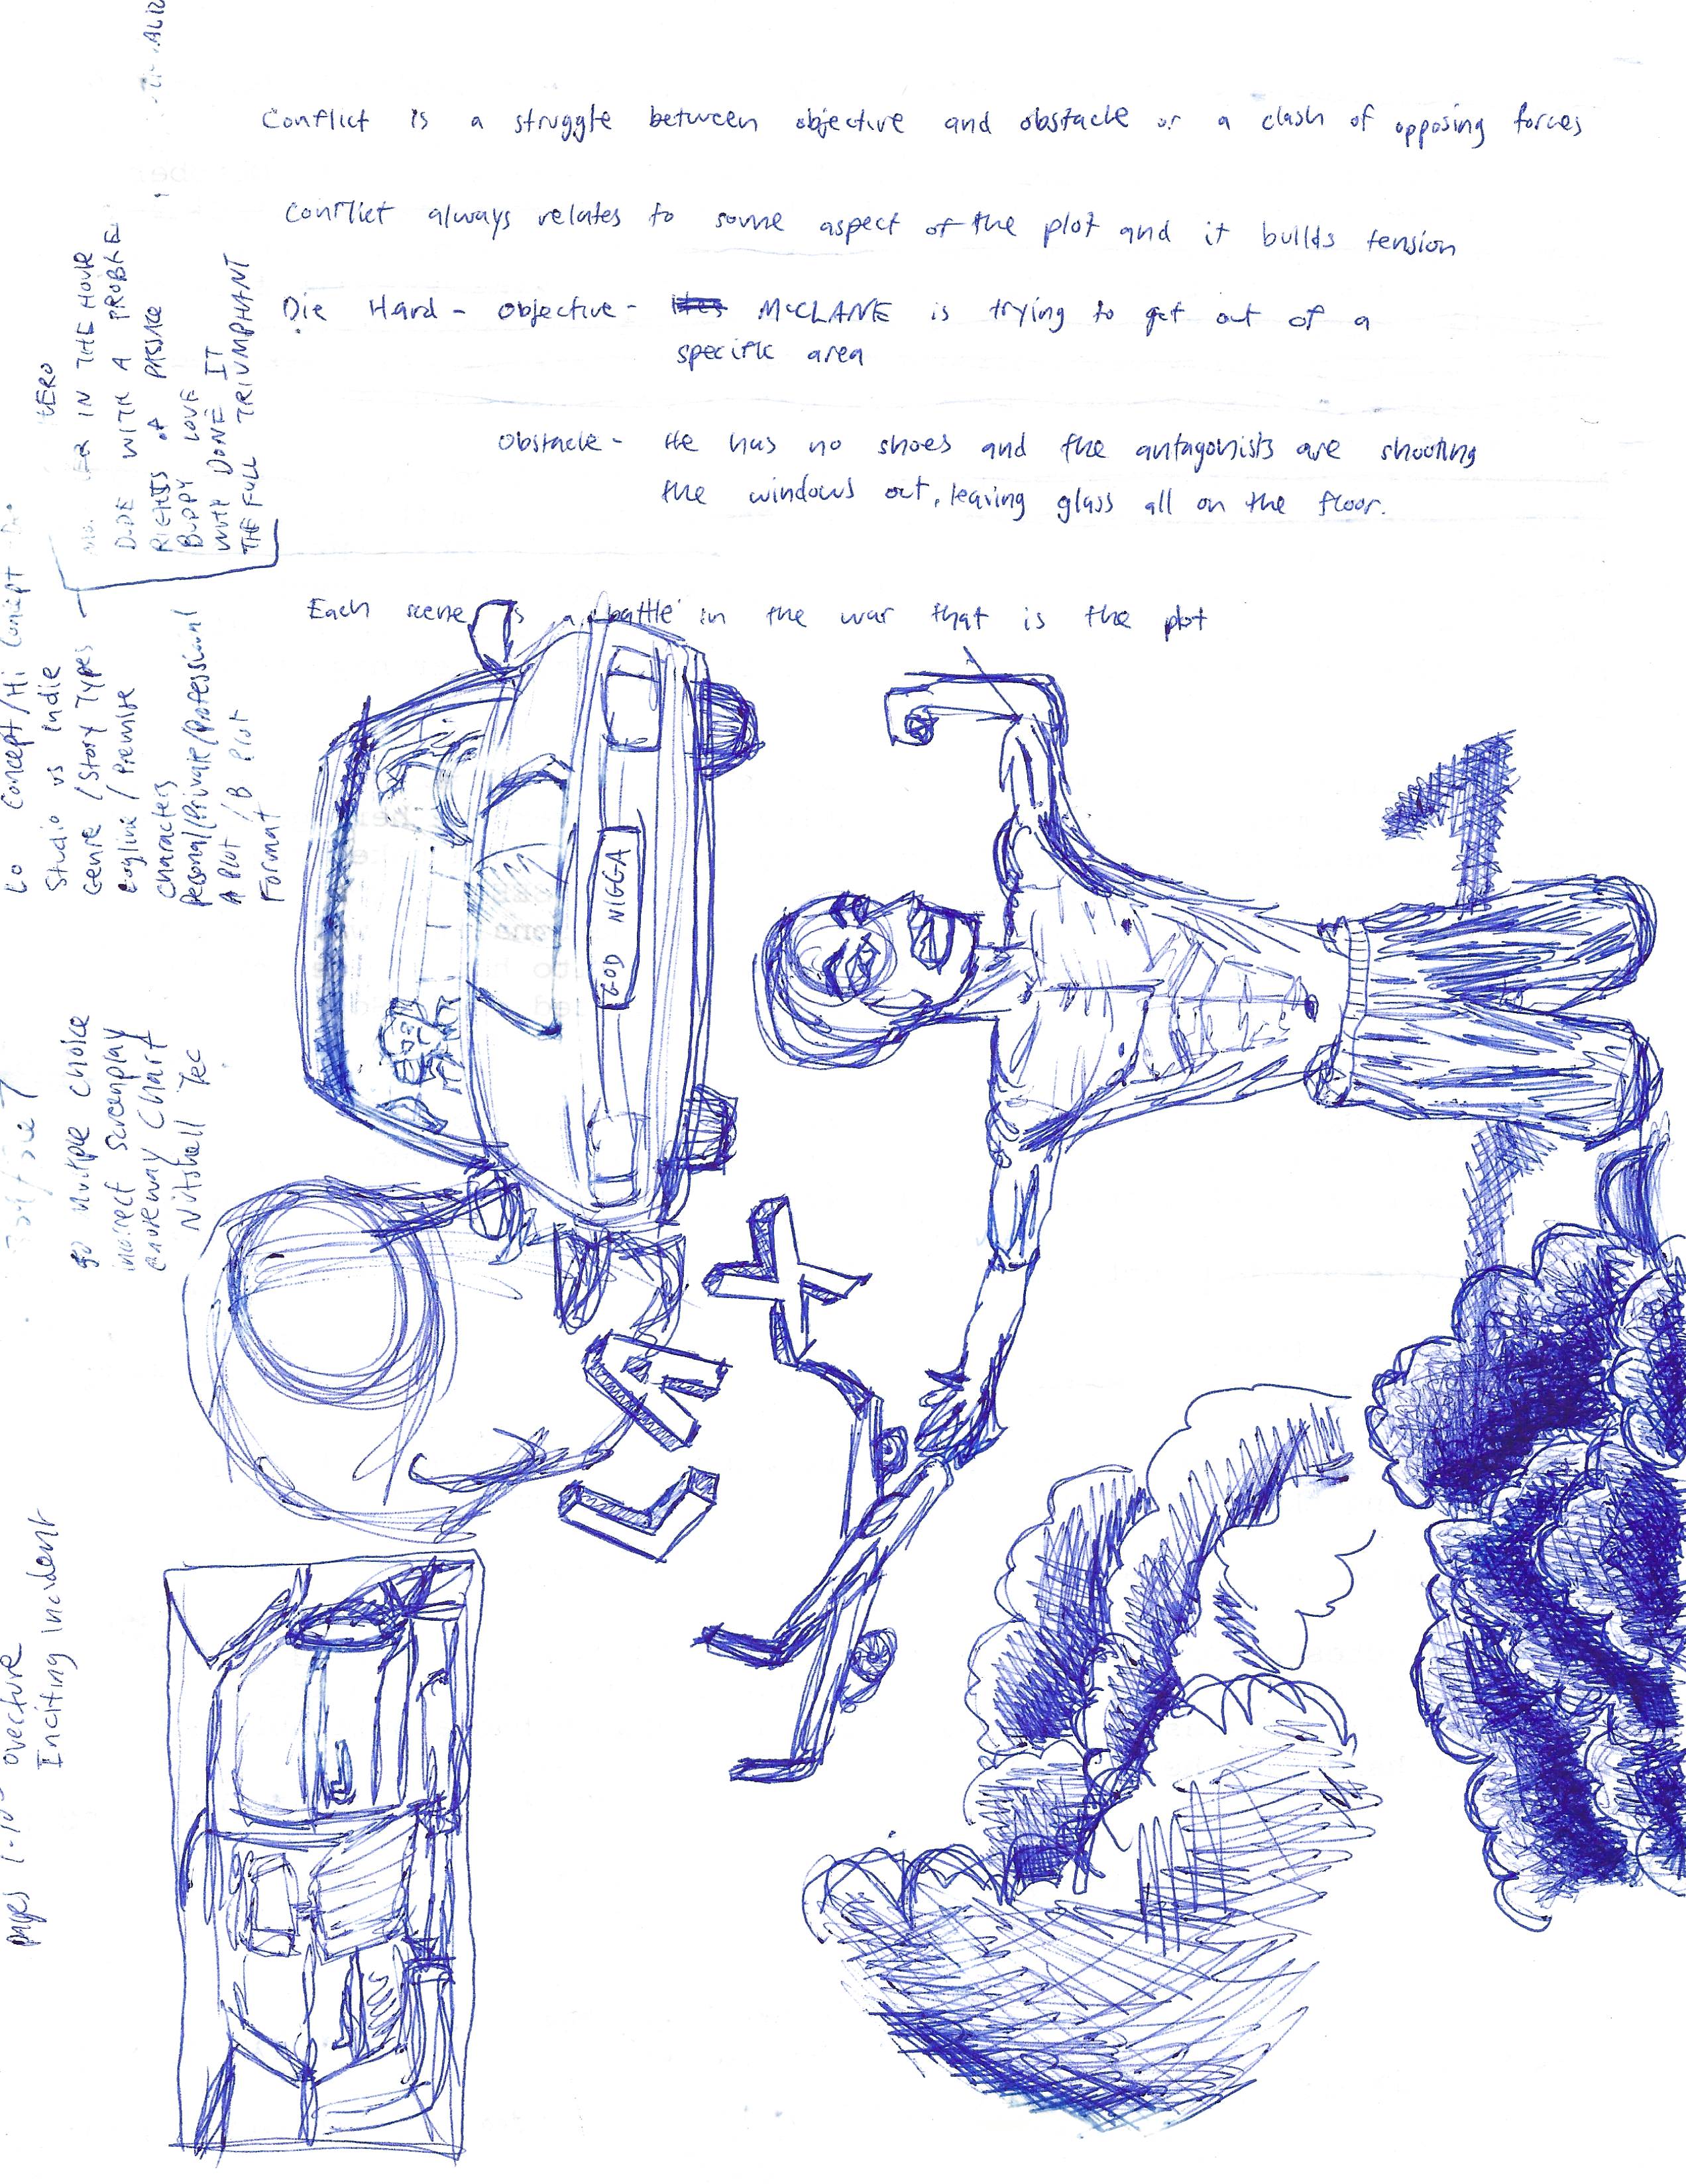 pages 1-10 overture
Inciting incident
50 Multiple Choice
incorrect screenplay
Causeway Chart
Nutshell Tec
Lo Concept/Hi Concept
Studio vs Indie
Genre / Story Types
Logline / Premise
Characters
Personal/Private/Professional
A Plot / B Plot
Format
IN THE HOUSE
DUDE WITH A PROBLE
RIGHTS OF PASSAGE
BUDDY LOVE
WHY DONE IT
THE FULL TRIUMPHANT
Conflict is a struggle between objective and obstacle or a clash of opposing forces
Conflict always relates to some aspect of the plot and it builds tension
Die Hard - objective - McCLANE is trying to get out of a
specific area
obstacle - He has no shoes and the antagonists are shooting
the windows out, leaving glass all on the floor.
Each scene is a battle in the war that is the plot
GOD NIGGA
LAX